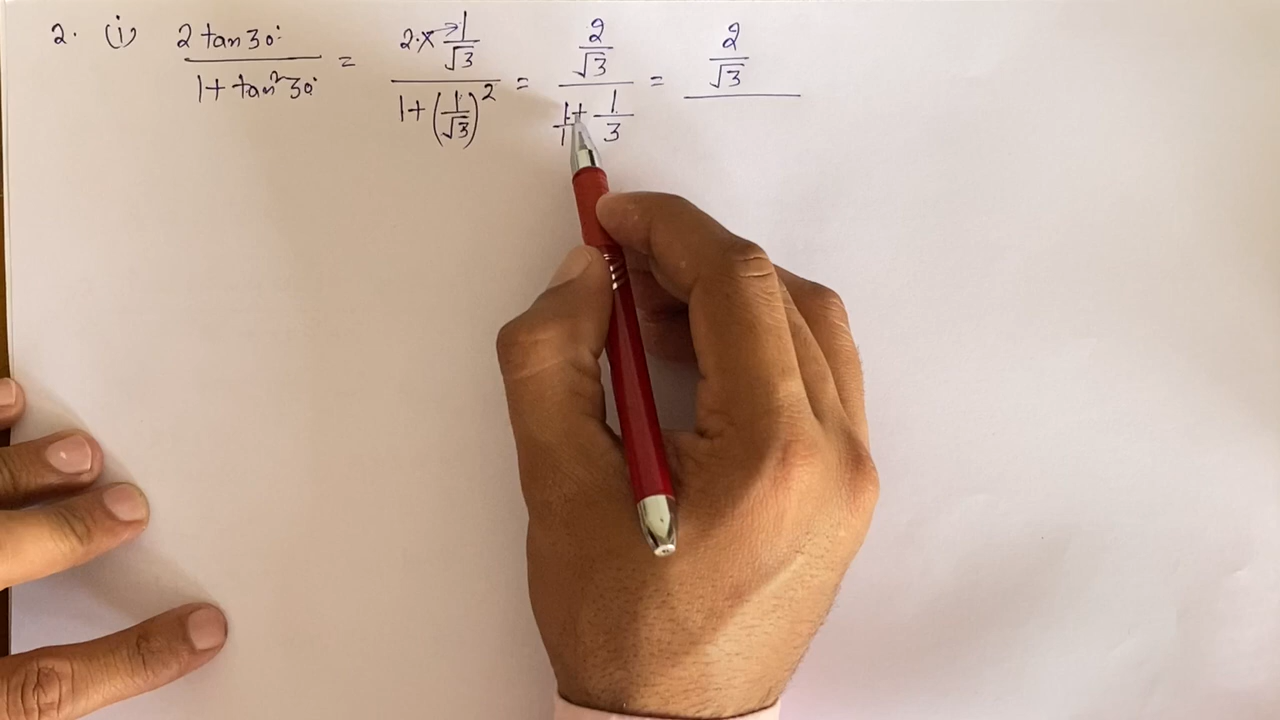 2. (i) 2 tan 30° / 1 + tan² 30° = 2 × 1/√3 / 1 + (1/√3)² = 2/√3 / 1/1 + 1/3 = 2/√3